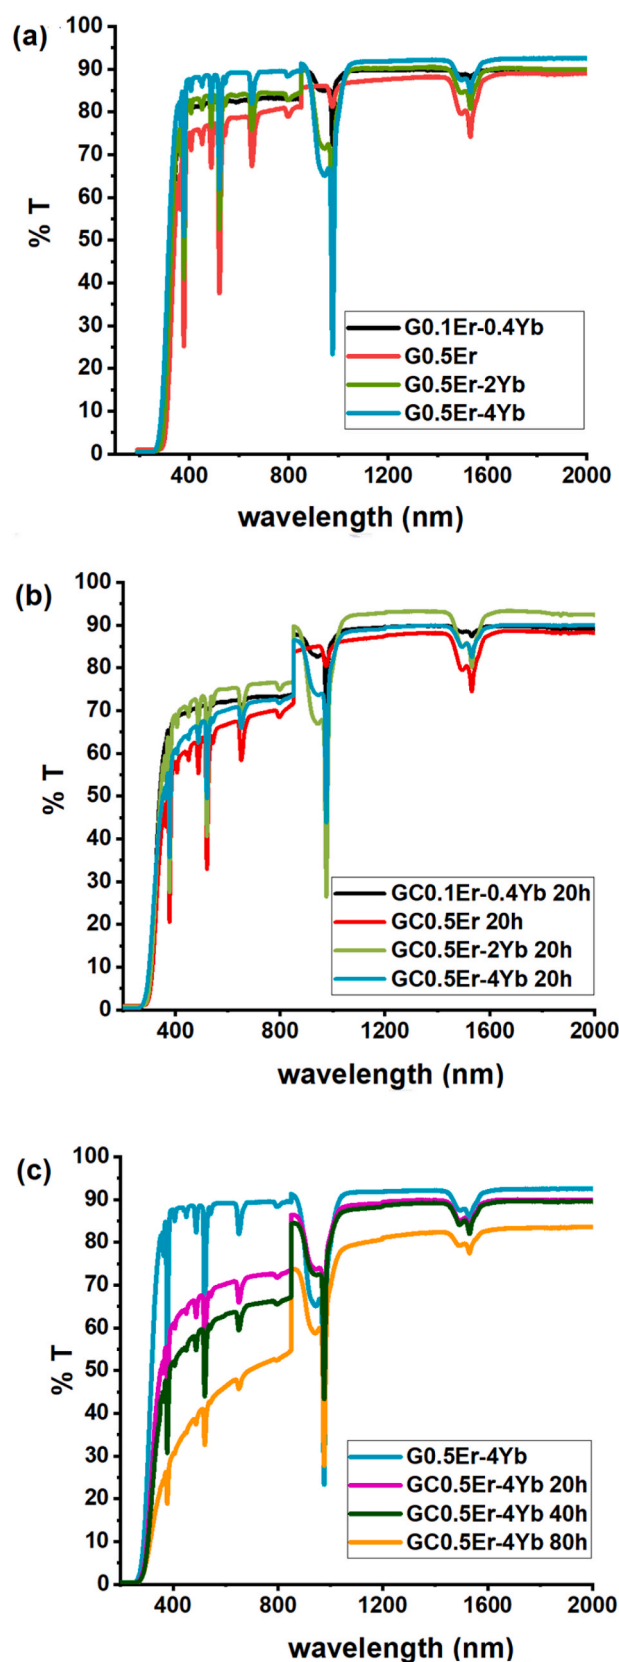 (a)
100
90
80
70
60
50
40
30
20
10
0
% T
G0.1Er-0.4Yb
G0.5Er
G0.5Er-2Yb
G0.5Er-4Yb
400 800 1200 1600 2000
wavelength (nm)
(b)
100
90
80
70
60
50
40
30
20
10
0
% T
GC0.1Er-0.4Yb 20h
GC0.5Er 20h
GC0.5Er-2Yb 20h
GC0.5Er-4Yb 20h
400 800 1200 1600 2000
wavelength (nm)
(c)
100
90
80
70
60
50
40
30
20
10
0
% T
G0.5Er-4Yb
GC0.5Er-4Yb 20h
GC0.5Er-4Yb 40h
GC0.5Er-4Yb 80h
400 800 1200 1600 2000
wavelength (nm)